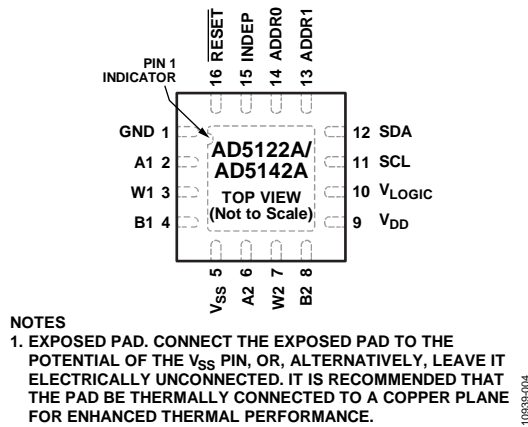 16 RESET
15 INDEP
14 ADDR0
13 ADDR1
PIN 1
INDICATOR
GND 1
A1 2
W1 3
B1 4
AD5122A/
AD5142A
TOP VIEW
(Not to Scale)
12 SDA
11 SCL
10 VLOGIC
9 VDD
VSS 5
A2 6
W2 7
B2 8
NOTES
1. EXPOSED PAD. CONNECT THE EXPOSED PAD TO THE
POTENTIAL OF THE VSS PIN, OR, ALTERNATIVELY, LEAVE IT
ELECTRICALLY UNCONNECTED. IT IS RECOMMENDED THAT
THE PAD BE THERMALLY CONNECTED TO A COPPER PLANE
FOR ENHANCED THERMAL PERFORMANCE.
10939-004